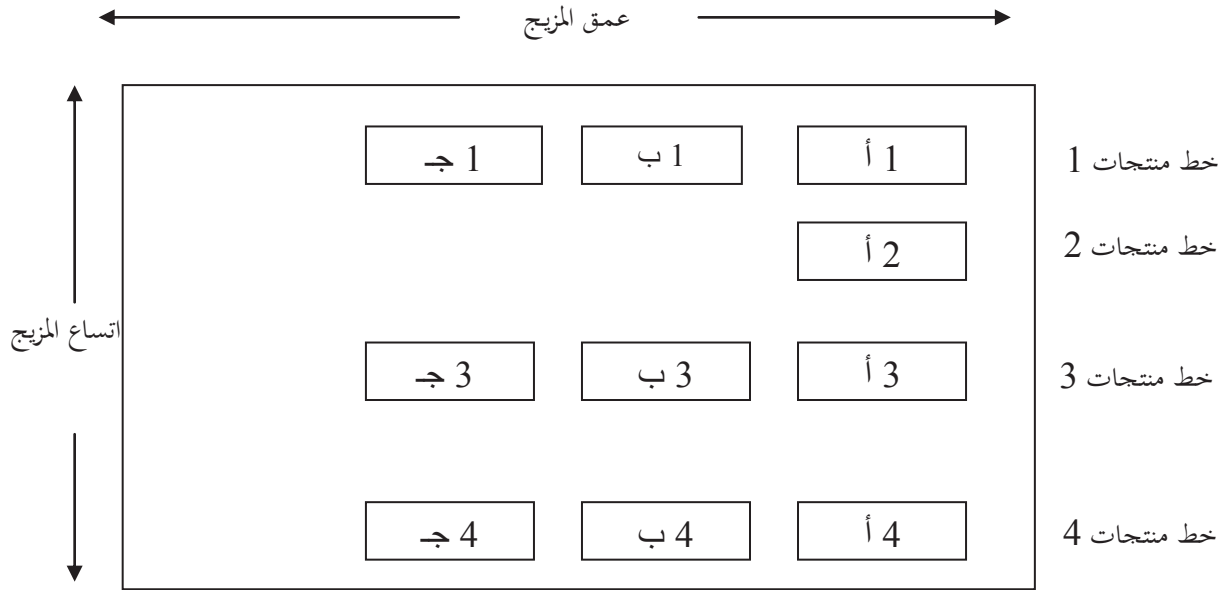 عمق المزيج
خط منتجات 1
1 أ
1 ب
1 جـ
خط منتجات 2
2 أ
اتساع المزيج
خط منتجات 3
3 أ
3 ب
3 جـ
خط منتجات 4
4 أ
4 ب
4 جـ